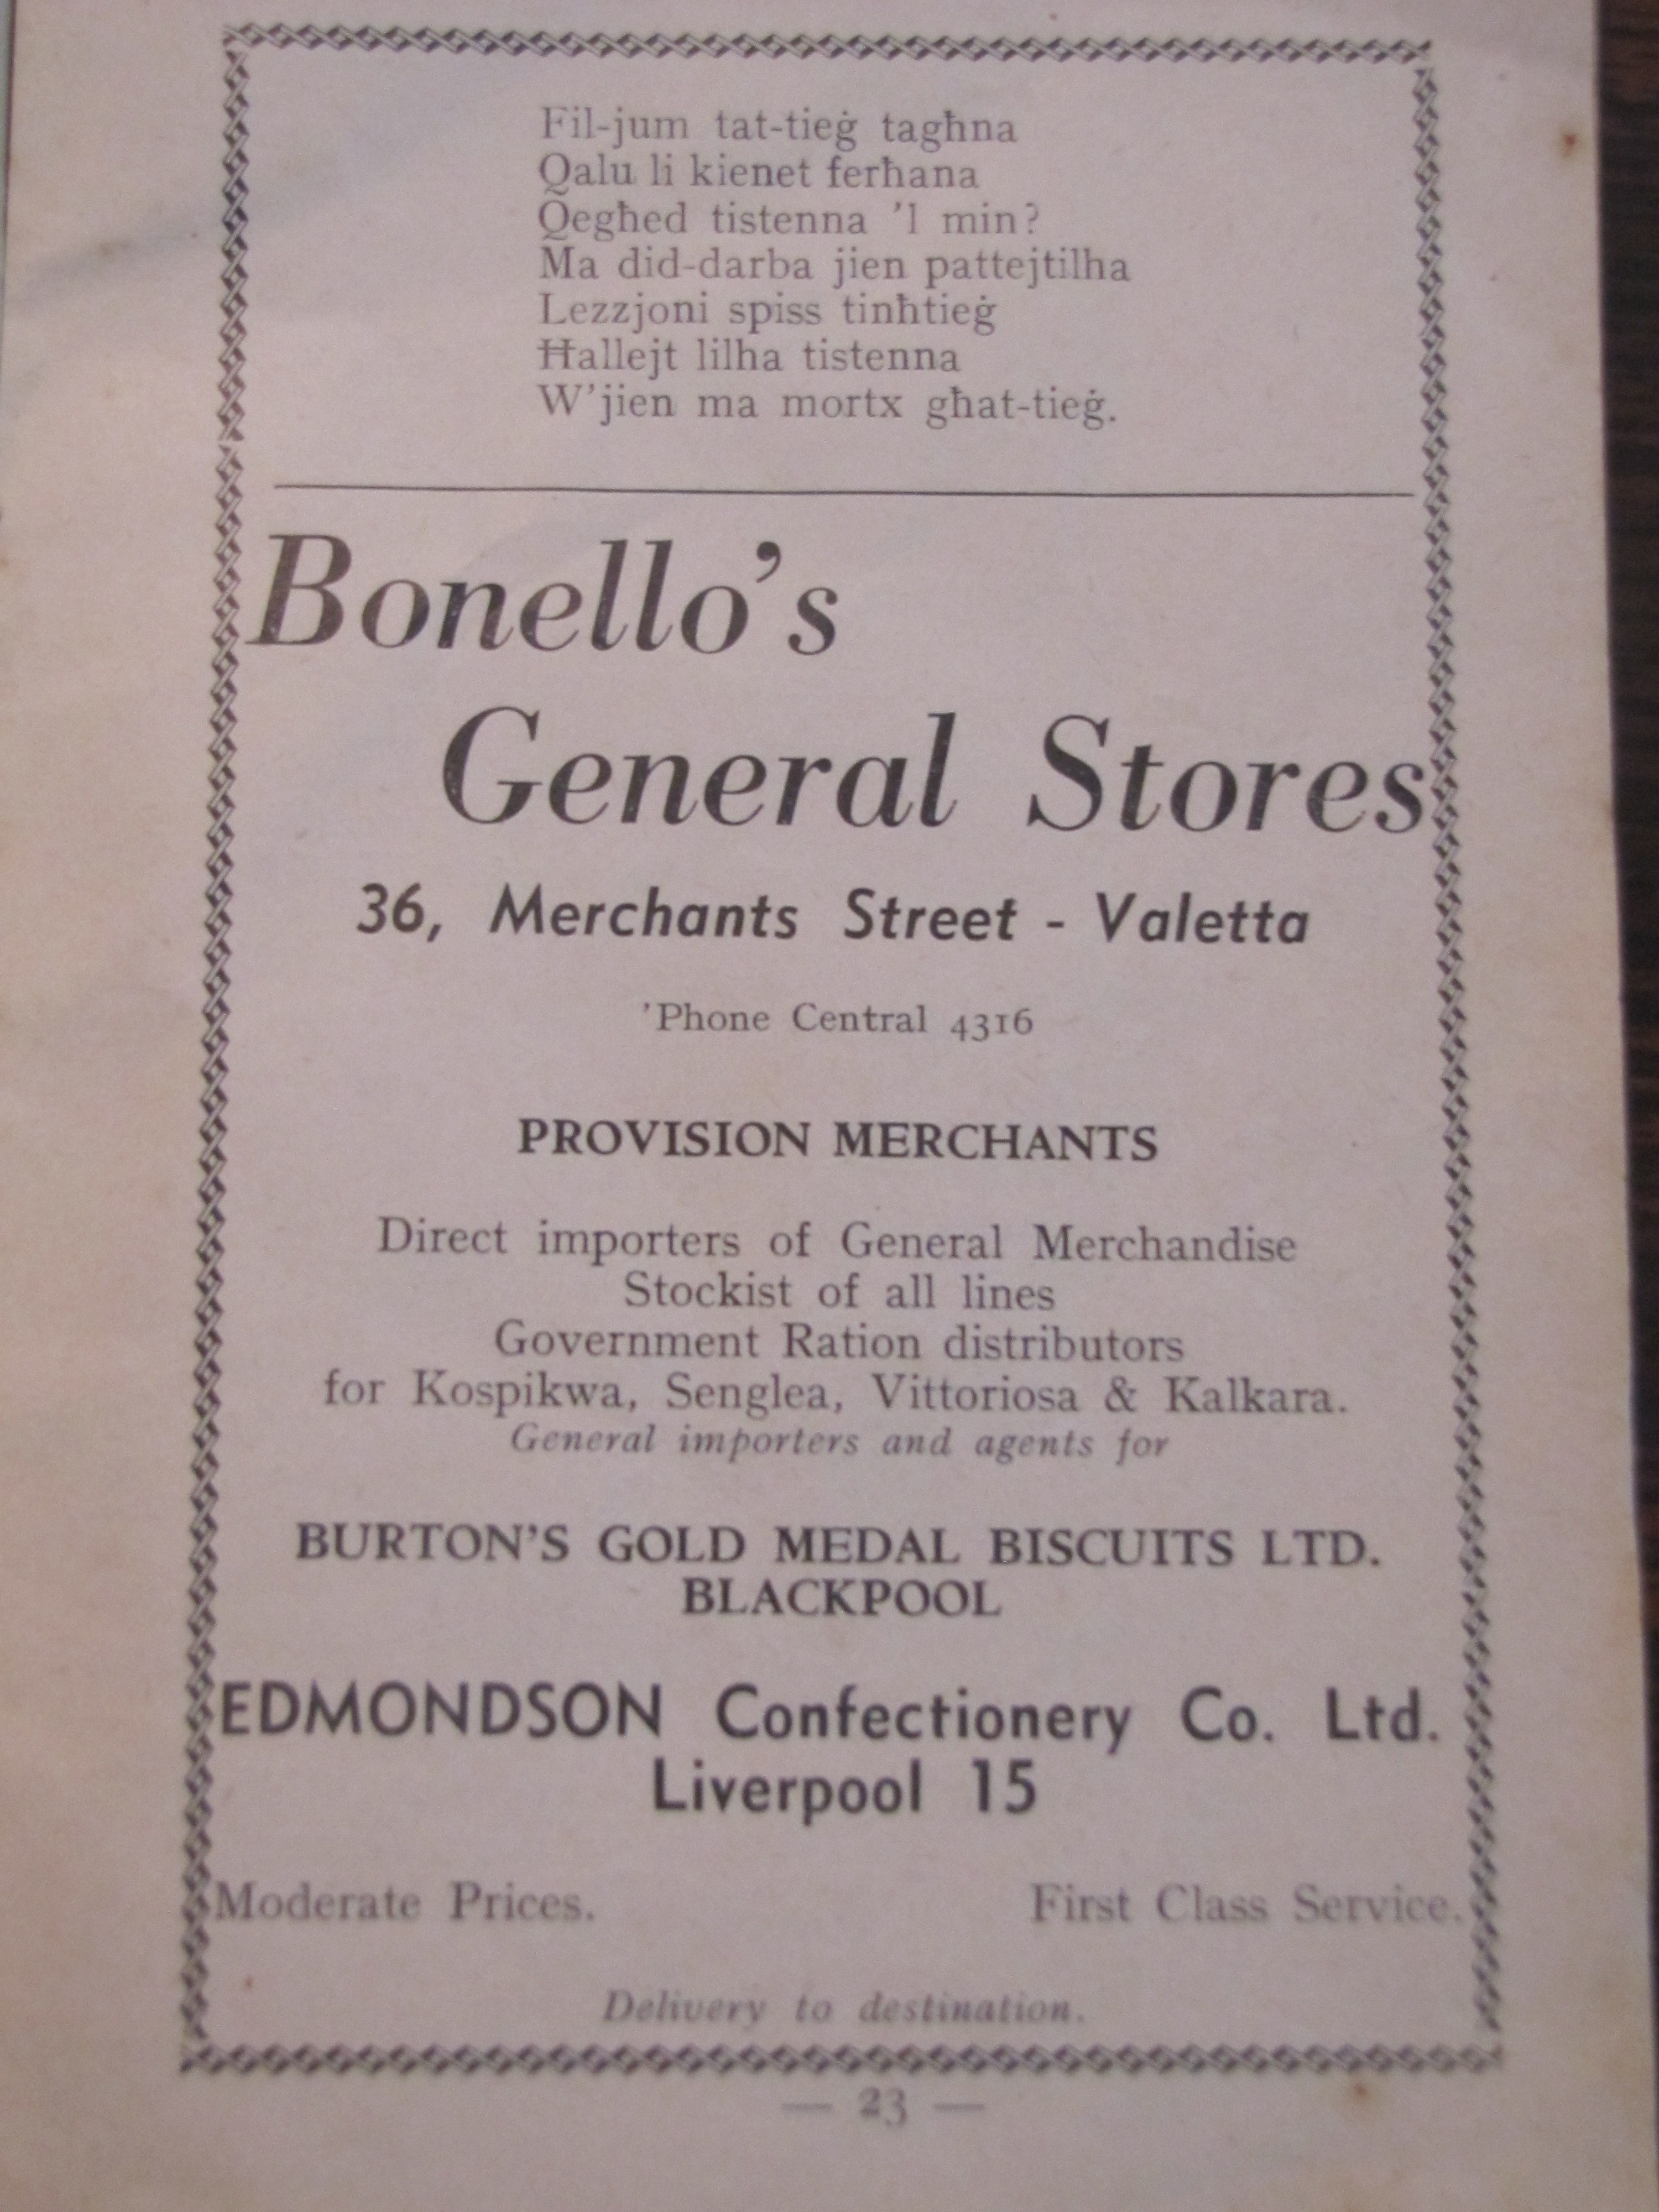 Fil-jum tat-tieġ tagħna
Qalu li kienet ferħana
Qegħed tistenna 'l min?
Ma did-darba jien pattejtilha
Lezzjoni spiss tinħtieġ
Ħallejt lilha tistenna
W'jien ma mortx għat-tieġ.
Bonello's
General Stores
36, Merchants Street - Valetta
'Phone Central 4316
PROVISION MERCHANTS
Direct importers of General Merchandise
Stockist of all lines
Government Ration distributors
for Kospikwa, Senglea, Vittoriosa & Kalkara.
General importers and agents for
BURTON'S GOLD MEDAL BISCUITS LTD.
BLACKPOOL
EDMONDSON Confectionery Co. Ltd.
Liverpool 15
Moderate Prices. First Class Service.
Delivery to destination.
— 23 —